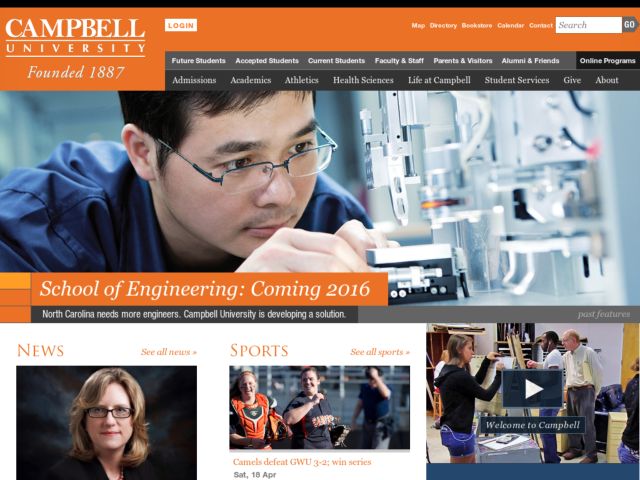 CAMPBELL
UNIVERSITY
Founded 1887
LOGIN
Map Directory Bookstore Calendar Contact Search GO
Future Students Accepted Students Current Students Faculty & Staff Parents & Visitors Alumni & Friends Online Programs
Admissions Academics Athletics Health Sciences Life at Campbell Student Services Give About
School of Engineering: Coming 2016
North Carolina needs more engineers. Campbell University is developing a solution.
past features
NEWS See all news »
SPORTS See all sports »
Welcome to Campbell
Camels defeat GWU 3-2; win series
Sat, 18 Apr